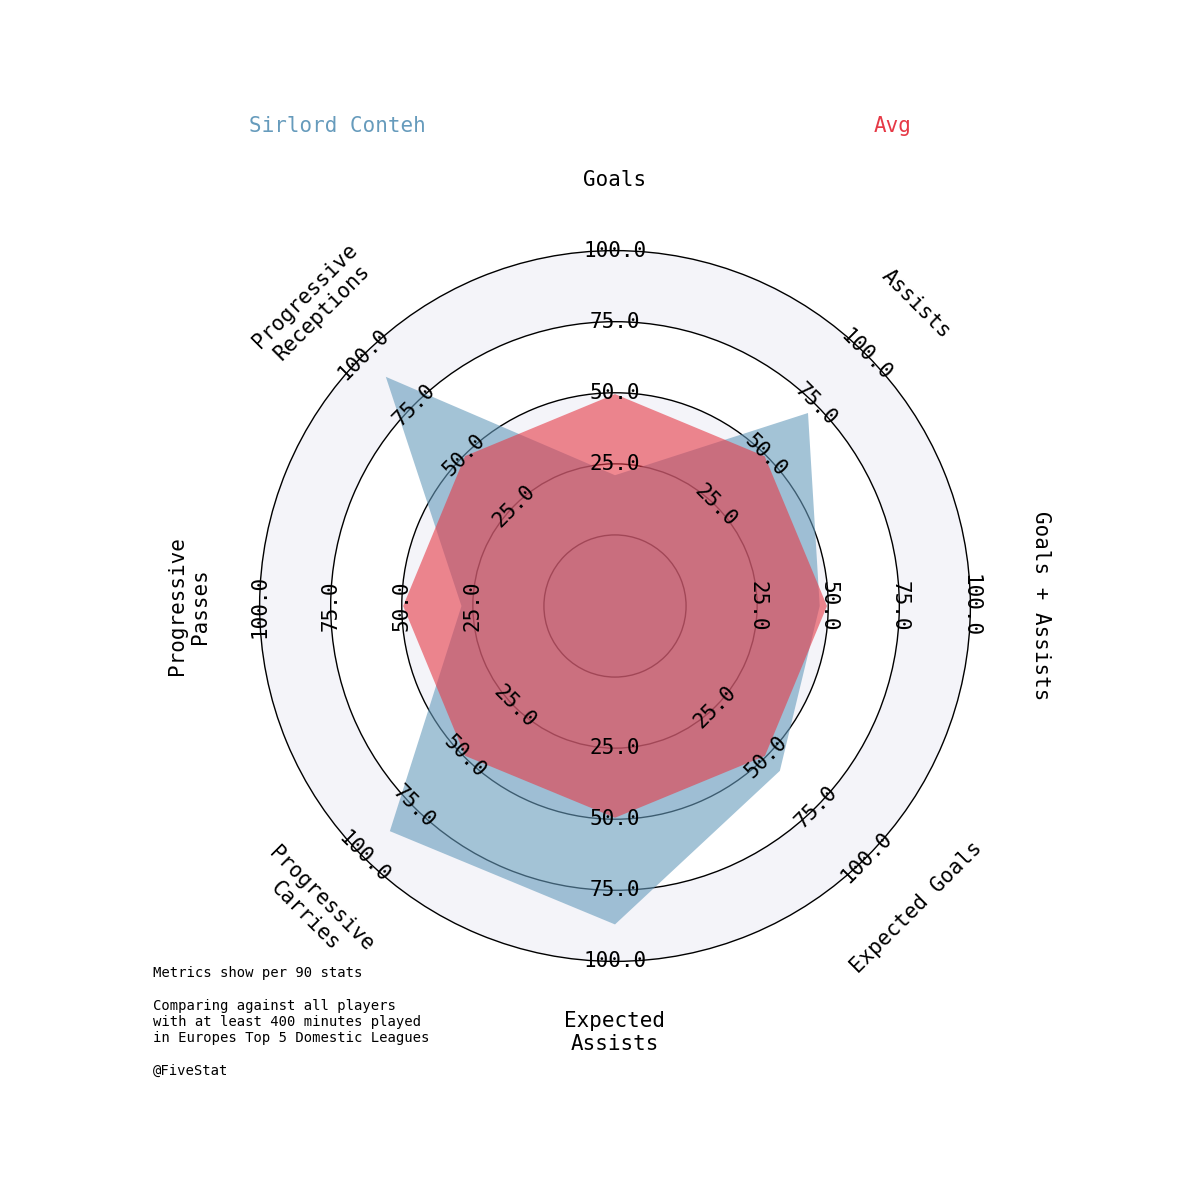 Sirlord Conteh
Avg
Goals
Assists
Goals + Assists
Expected Goals
Expected
Assists
Progressive
Carries
Progressive
Passes
Progressive
Receptions
25.0
50.0
75.0
100.0
25.0
50.0
75.0
100.0
25.0
50.0
75.0
100.0
25.0
50.0
75.0
100.0
25.0
50.0
75.0
100.0
25.0
50.0
75.0
100.0
25.0
50.0
75.0
100.0
25.0
50.0
75.0
100.0
Metrics show per 90 stats
Comparing against all players
with at least 400 minutes played
in Europes Top 5 Domestic Leagues
@FiveStat